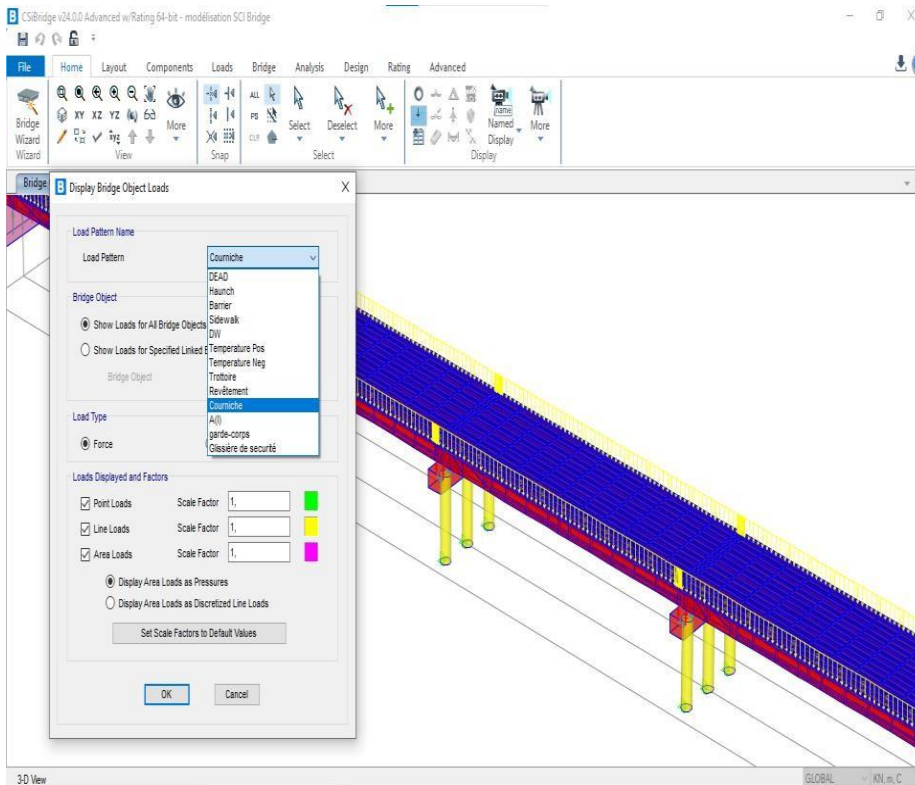 CSiBridge v24.0.0 Advanced w/Rating 64-bit - modélisation SCI Bridge
File Home Layout Components Loads Bridge Analysis Design Rating Advanced
Bridge Wizard
XY XZ YZ
More
ALL
PS
CLR
Select
Deselect
More
name
Named Display
More
Wizard View Snap Select Display
Bridge
Display Bridge Object Loads
Load Pattern Name
Load Pattern Courniche
DEAD
Haunch
Barrier
Sidewalk
DW
Temperature Pos
Temperature Neg
Trottoire
Revêtement
Courniche
A(l)
garde-corps
Glissière de securité
Bridge Object
Show Loads for All Bridge Objects
Show Loads for Specified Linked
Bridge Object
Load Type
Force
Loads Displayed and Factors
Point Loads Scale Factor 1,
Line Loads Scale Factor 1,
Area Loads Scale Factor 1,
Display Area Loads as Pressures
Display Area Loads as Discretized Line Loads
Set Scale Factors to Default Values
OK Cancel
3-D View GLOBAL KN, m, C